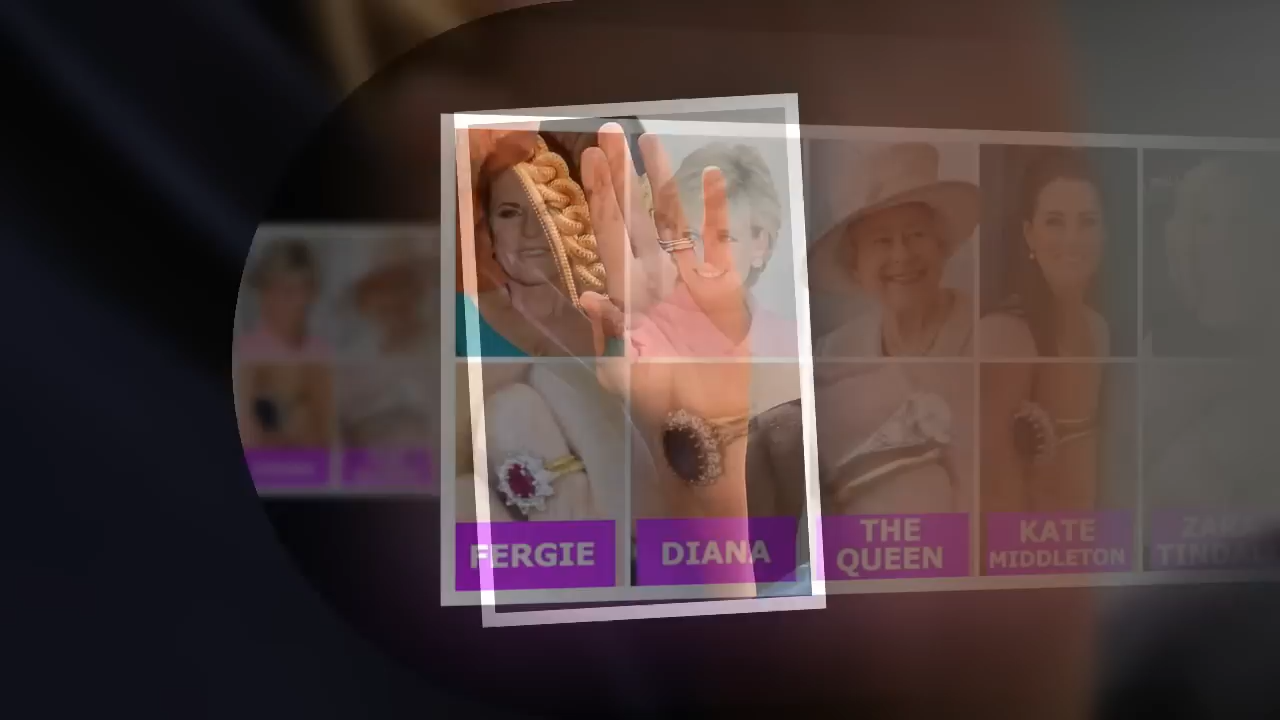 FERGIE
DIANA
THE
QUEEN
KATE
MIDDLETON